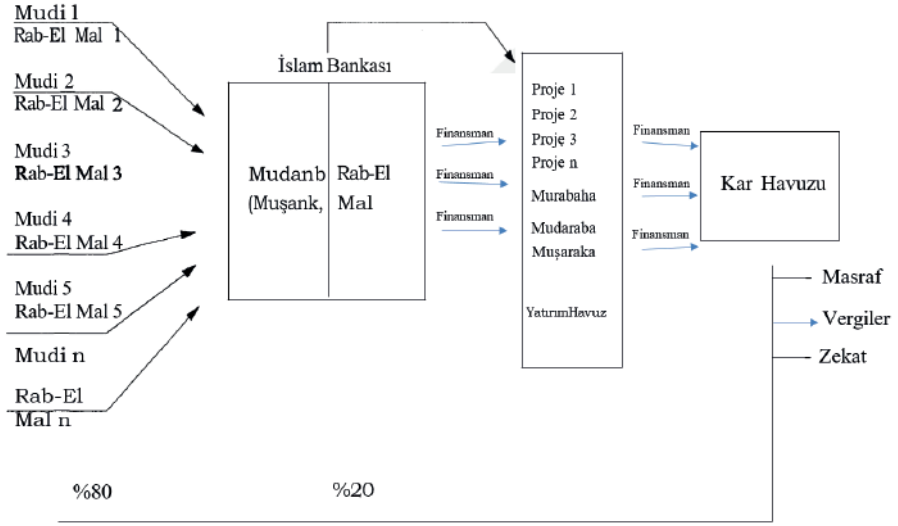 Mudi 1
Rab-El Mal 1
Mudi 2
Rab-El Mal 2
Mudi 3
Rab-El Mal 3
Mudi 4
Rab-El Mal 4
Mudi 5
Rab-El Mal 5
Mudi n
Rab-El
Mal n
İslam Bankası
Mudanb
(Muşank,
Rab-El
Mal
Finansman
Finansman
Finansman
Proje 1
Proje 2
Proje 3
Proje n
Murabaha
Mudaraba
Muşaraka
YatırımHavuz
Finansman
Finansman
Finansman
Kar Havuzu
Masraf
Vergiler
Zekat
%80
%20